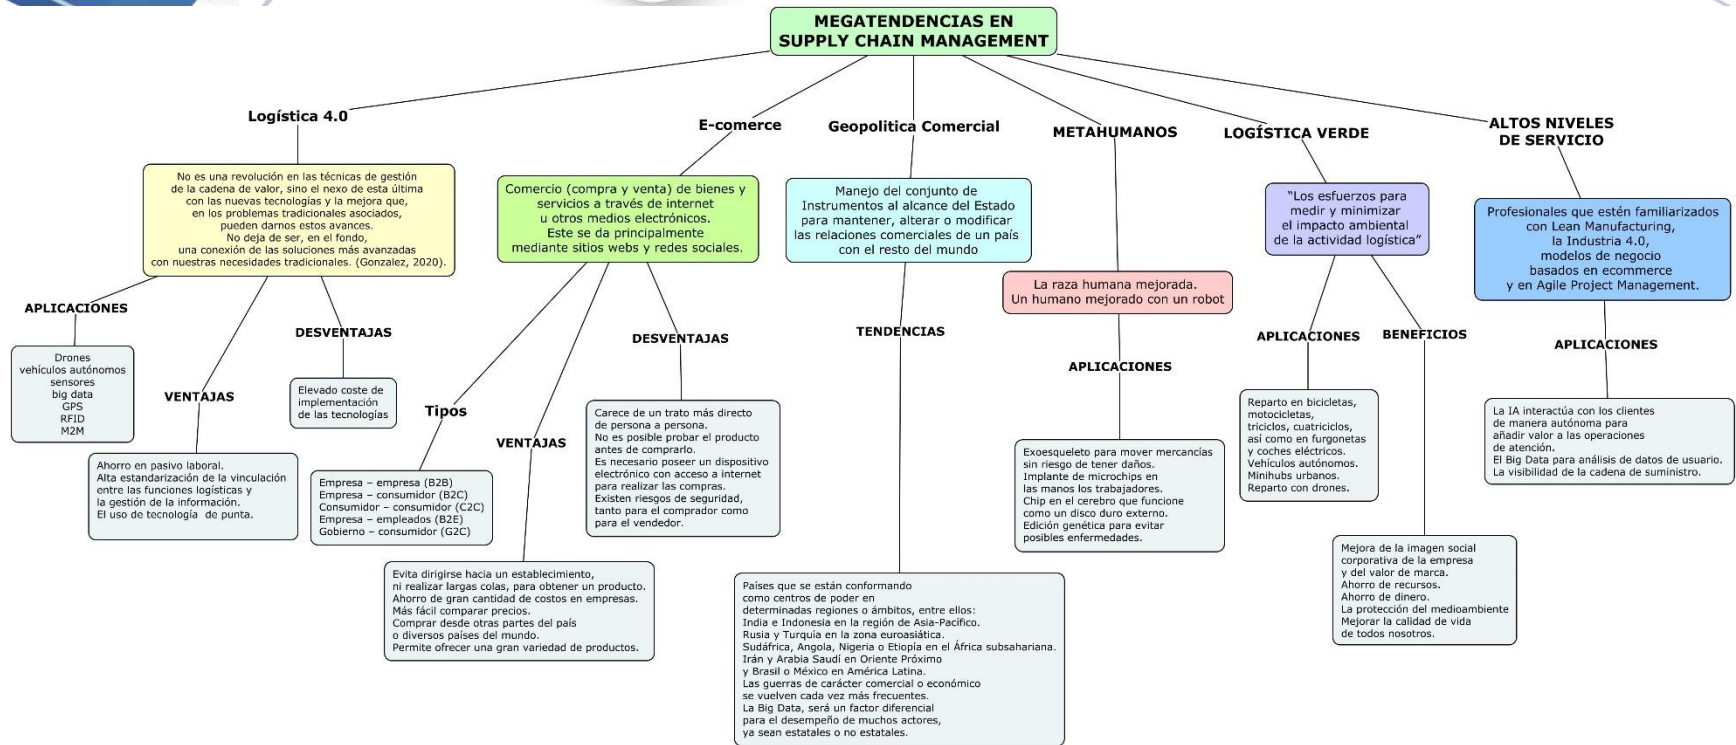 MEGATENDENCIAS EN
SUPPLY CHAIN MANAGEMENT
Logística 4.0
No es una revolución en las técnicas de gestión
de la cadena de valor, sino el nexo de esta última
con las nuevas tecnologías y la mejora que,
en los problemas tradicionales asociados,
pueden darnos estos avances.
No deja de ser, en el fondo,
una conexión de las soluciones más avanzadas
con nuestras necesidades tradicionales. (Gonzalez, 2020).
APLICACIONES
Drones
vehículos autónomos
sensores
big data
GPS
RFID
M2M
VENTAJAS
Ahorro en pasivo laboral.
Alta estandarización de la vinculación
entre las funciones logísticas y
la gestión de la información.
El uso de tecnología de punta.
DESVENTAJAS
Elevado coste de
implementación
de las tecnologías
E-comerce
Comercio (compra y venta) de bienes y
servicios a través de internet
u otros medios electrónicos.
Este se da principalmente
mediante sitios webs y redes sociales.
Tipos
Empresa – empresa (B2B)
Empresa – consumidor (B2C)
Consumidor – consumidor (C2C)
Empresa – empleados (B2E)
Gobierno – consumidor (G2C)
VENTAJAS
Evita dirigirse hacia un establecimiento,
ni realizar largas colas, para obtener un producto.
Ahorro de gran cantidad de costos en empresas.
Más fácil comparar precios.
Comprar desde otras partes del país
o diversos países del mundo.
Permite ofrecer una gran variedad de productos.
DESVENTAJAS
Carece de un trato más directo
de persona a persona.
No es posible probar el producto
antes de comprarlo.
Es necesario poseer un dispositivo
electrónico con acceso a internet
para realizar las compras.
Existen riesgos de seguridad,
tanto para el comprador como
para el vendedor.
Geopolitica Comercial
Manejo del conjunto de
Instrumentos al alcance del Estado
para mantener, alterar o modificar
las relaciones comerciales de un país
con el resto del mundo
TENDENCIAS
Países que se están conformando
como centros de poder en
determinadas regiones o ámbitos, entre ellos:
India e Indonesia en la región de Asia-Pacífico.
Rusia y Turquía en la zona euroasiática.
Sudáfrica, Angola, Nigeria o Etiopía en el África subsahariana.
Irán y Arabia Saudí en Oriente Próximo
y Brasil o México en América Latina.
Las guerras de carácter comercial o económico
se vuelven cada vez más frecuentes.
La Big Data, será un factor diferencial
para el desempeño de muchos actores,
ya sean estatales o no estatales.
METAHUMANOS
La raza humana mejorada.
Un humano mejorado con un robot
APLICACIONES
Exoesqueleto para mover mercancías
sin riesgo de tener daños.
Implante de microchips en
las manos los trabajadores.
Chip en el cerebro que funcione
como un disco duro externo.
Edición genética para evitar
posibles enfermedades.
LOGÍSTICA VERDE
"Los esfuerzos para
medir y minimizar
el impacto ambiental
de la actividad logística"
APLICACIONES
Reparto en bicicletas,
motocicletas,
triciclos, cuatriciclos,
así como en furgonetas
y coches eléctricos.
Vehículos autónomos.
Minihubs urbanos.
Reparto con drones.
BENEFICIOS
Mejora de la imagen social
corporativa de la empresa
y del valor de marca.
Ahorro de recursos.
Ahorro de dinero.
La protección del medioambiente
Mejorar la calidad de vida
de todos nosotros.
ALTOS NIVELES
DE SERVICIO
Profesionales que estén familiarizados
con Lean Manufacturing,
la Industria 4.0,
modelos de negocio
basados en ecommerce
y en Agile Project Management.
APLICACIONES
La IA interactúa con los clientes
de manera autónoma para
añadir valor a las operaciones
de atención.
El Big Data para análisis de datos de usuario.
La visibilidad de la cadena de suministro.